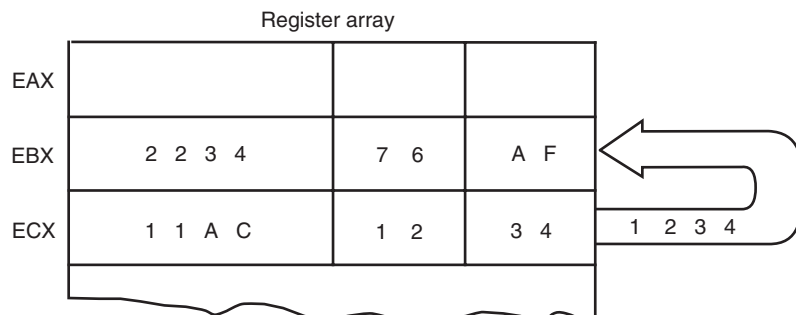 Register array
EAX
EBX 2 2 3 4 7 6 A F
ECX 1 1 A C 1 2 3 4 1 2 3 4